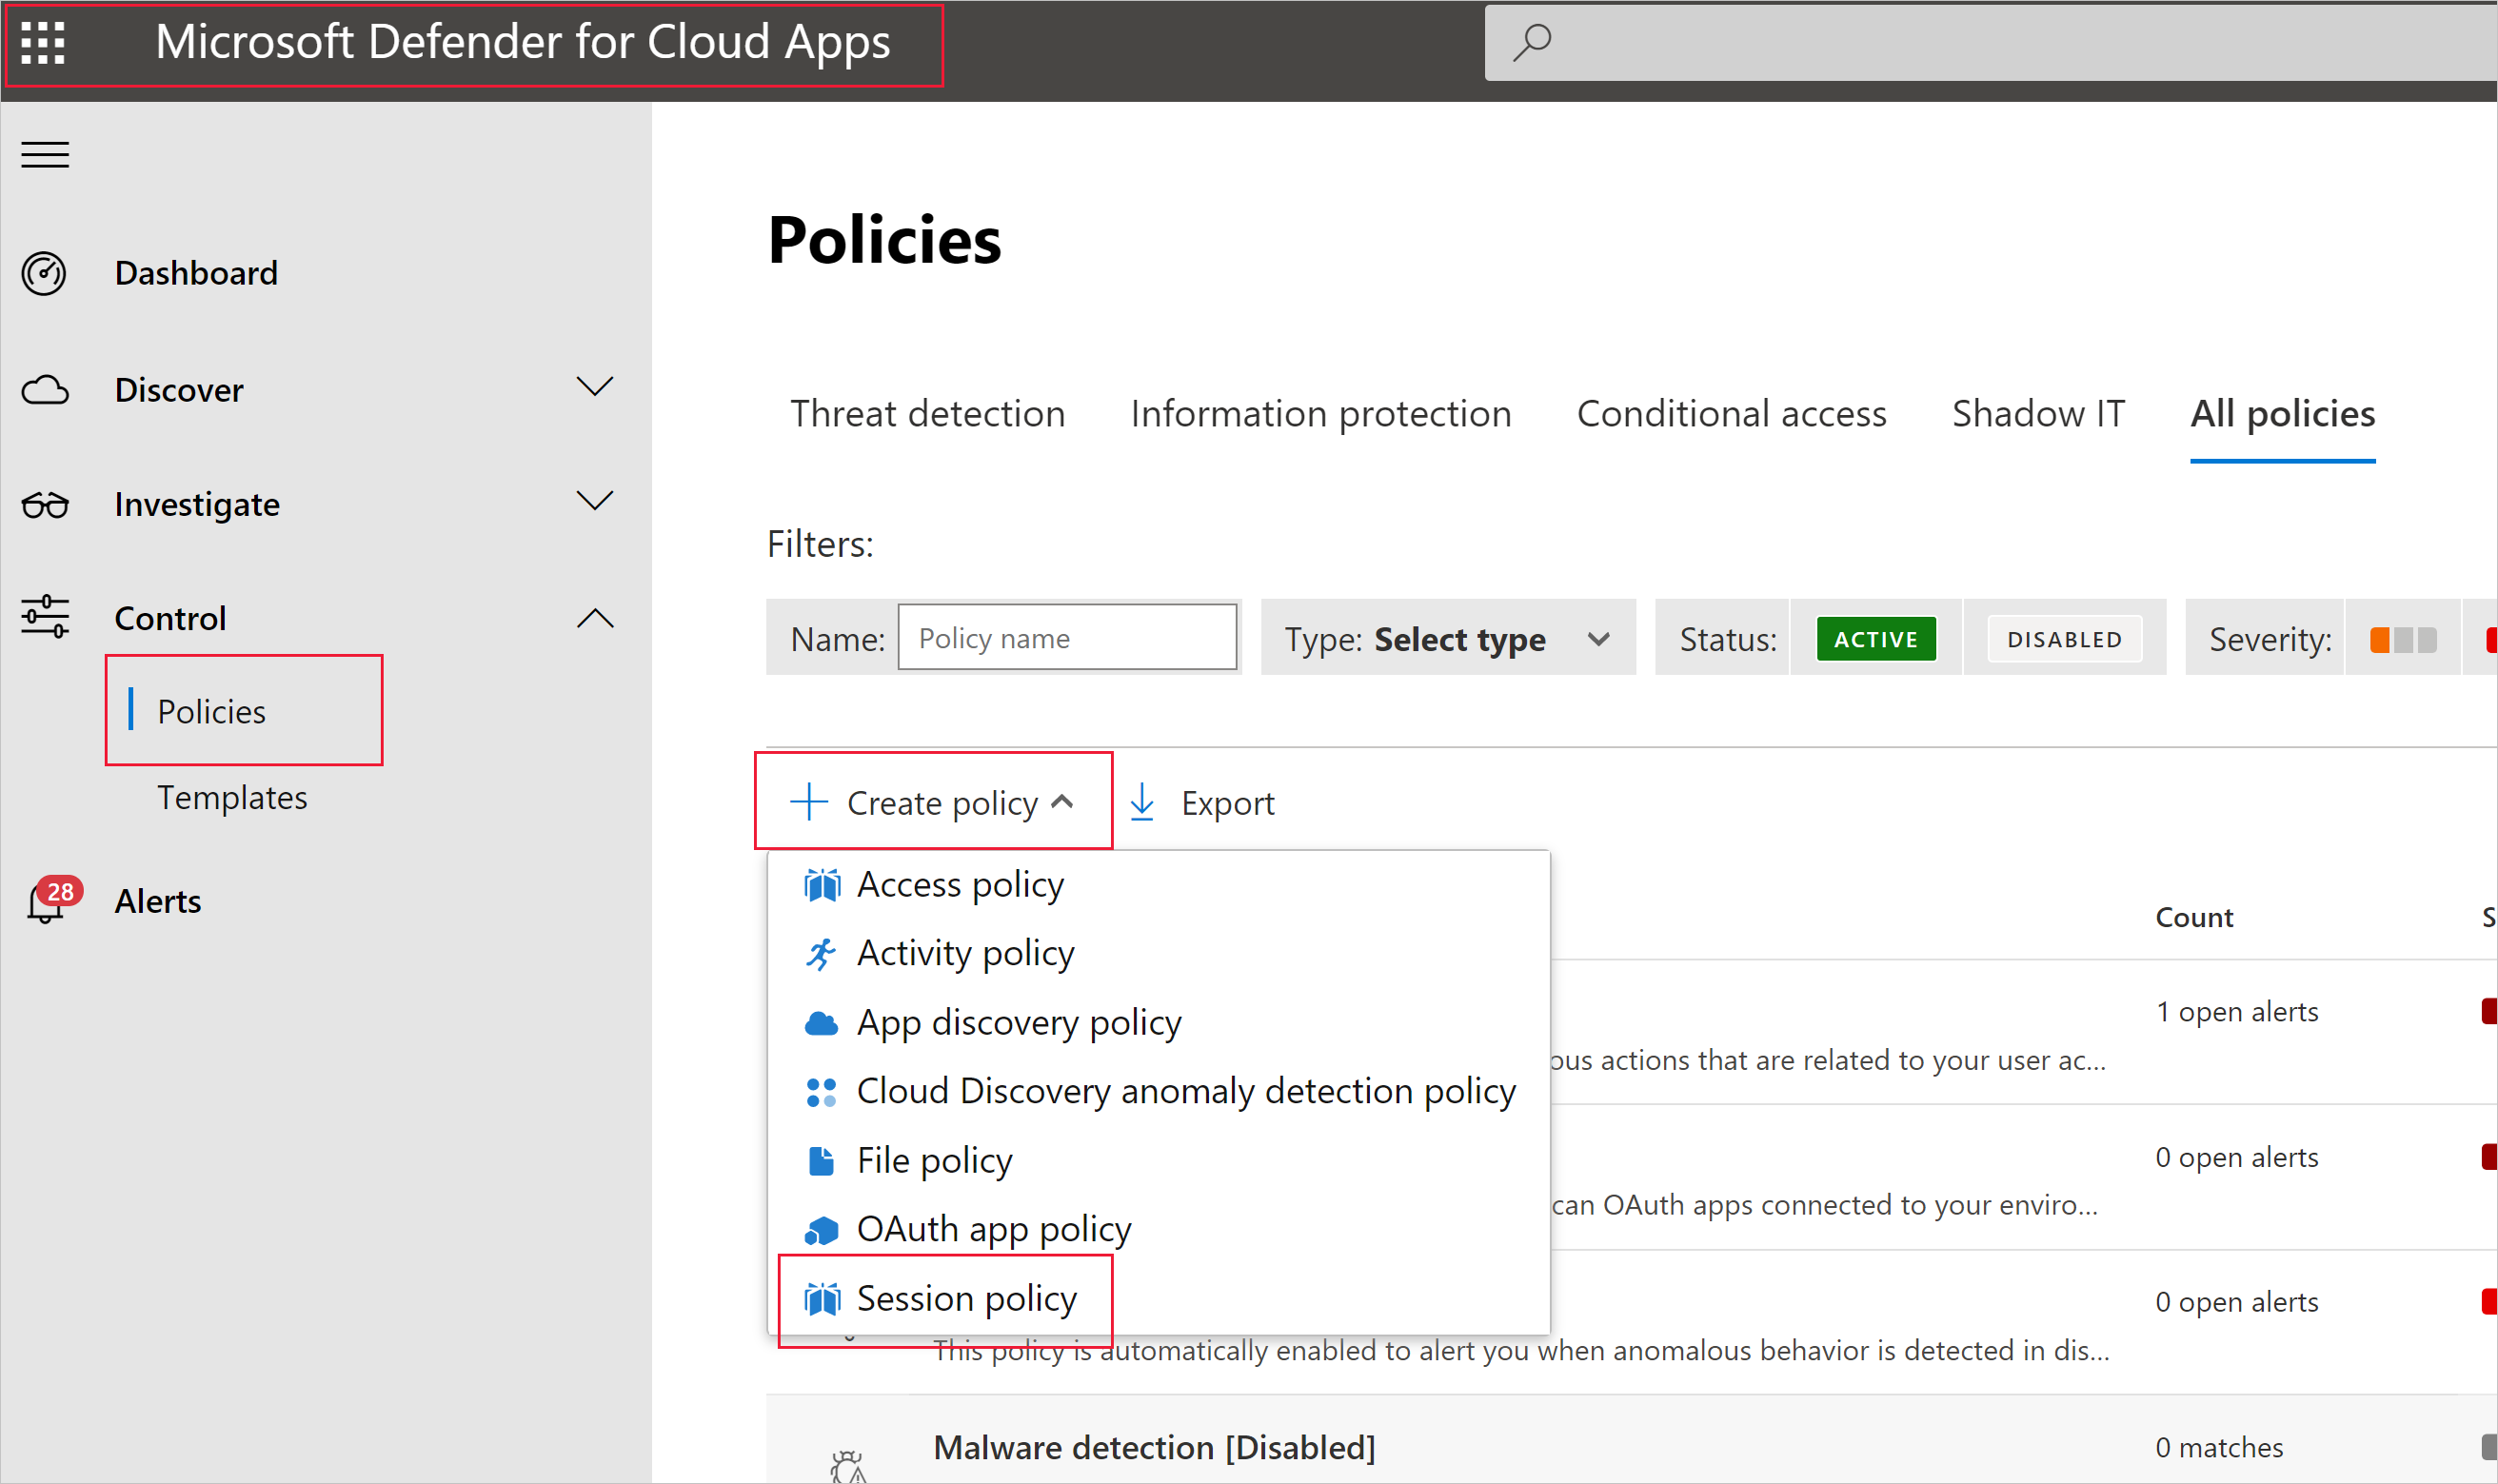 Microsoft Defender for Cloud Apps
Dashboard
Discover
Investigate
Control
Policies
Templates
28
Alerts
Policies
Threat detection Information protection Conditional access Shadow IT All policies
Filters:
Name: Policy name Type: Select type Status: ACTIVE DISABLED Severity:
Create policy Export
Access policy
Activity policy
App discovery policy
Cloud Discovery anomaly detection policy
File policy
OAuth app policy
Session policy
Count S
1 open alerts
ous actions that are related to your user ac...
0 open alerts
can OAuth apps connected to your enviro...
0 open alerts
This policy is automatically enabled to alert you when anomalous behavior is detected in dis...
Malware detection [Disabled] 0 matches